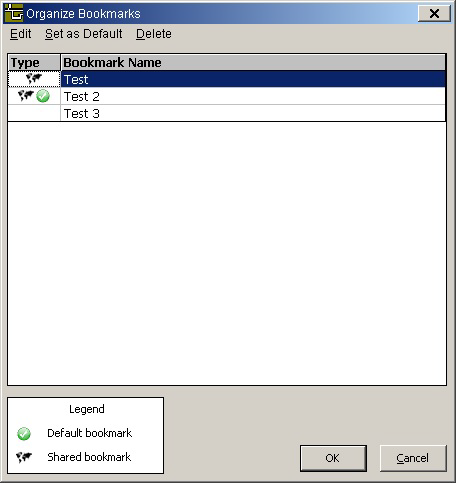 Organize Bookmarks
Edit Set as Default Delete
Type Bookmark Name
Test
Test 2
Test 3
Legend
Default bookmark
Shared bookmark
OK Cancel